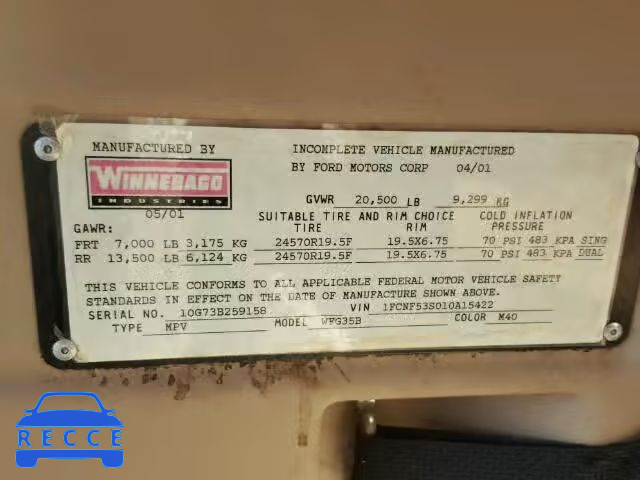 MANUFACTURED BY
WINNEBAGO
INDUSTRIES
05/01
INCOMPLETE VEHICLE MANUFACTURED
BY FORD MOTORS CORP 04/01
GVWR 20,500 LB 9,299 KG
GAWR:
SUITABLE TIRE AND RIM CHOICE
TIRE RIM
COLD INFLATION
PRESSURE
FRT 7,000 LB 3,175 KG 24570R19.5F 19.5X6.75 70 PSI 483 KPA SING
RR 13,500 LB 6,124 KG 24570R19.5F 19.5X6.75 70 PSI 483 KPA DUAL
THIS VEHICLE CONFORMS TO ALL APPLICABLE FEDERAL MOTOR VEHICLE SAFETY
STANDARDS IN EFFECT ON THE DATE OF MANUFACTURE SHOWN ABOVE.
SERIAL NO. 10G73B259158 VIN 1FCNF53S010A15422
TYPE MPV MODEL WFG35B COLOR M40
RECCE